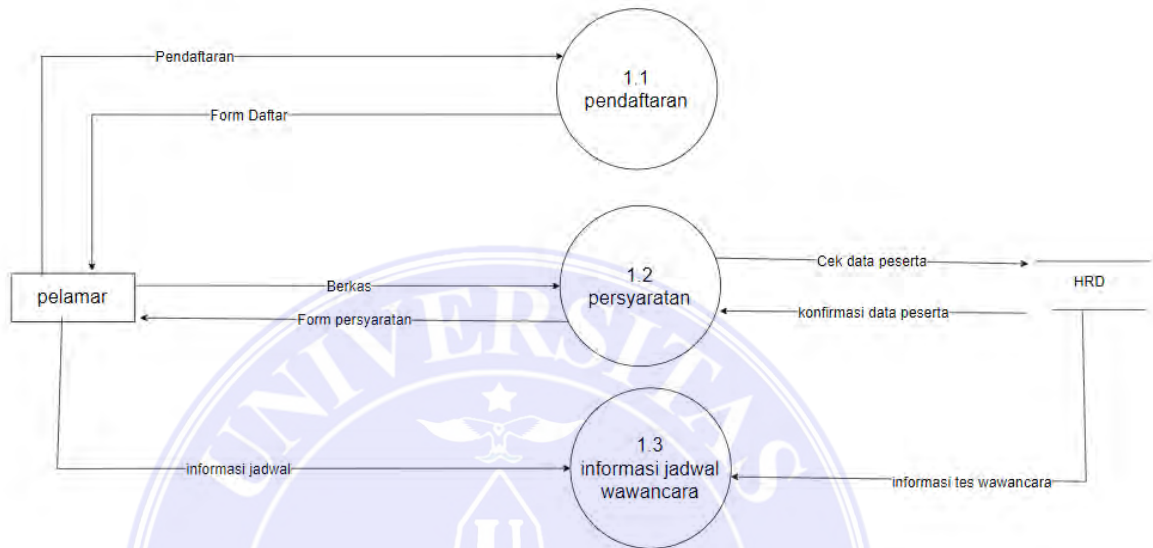 Pendaftaran
1.1
pendaftaran
Form Daftar
pelamar
Berkas
Form persyaratan
1.2
persyaratan
Cek data peserta
HRD
konfirmasi data peserta
informasi jadwal
1.3
informasi jadwal
wawancara
informasi tes wawancara
UNIVERSITAS